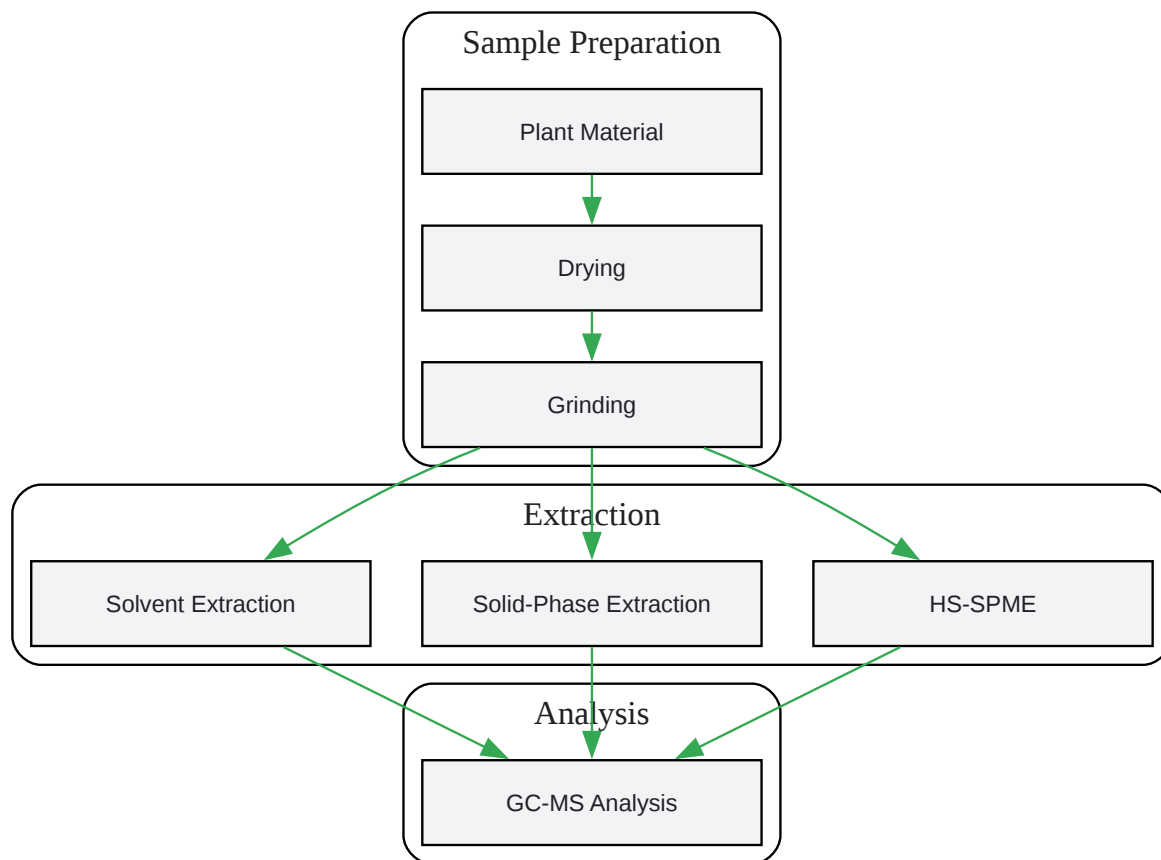 Sample Preparation
Plant Material
Drying
Grinding
Extraction
Solvent Extraction
Solid-Phase Extraction
HS-SPME
Analysis
GC-MS Analysis